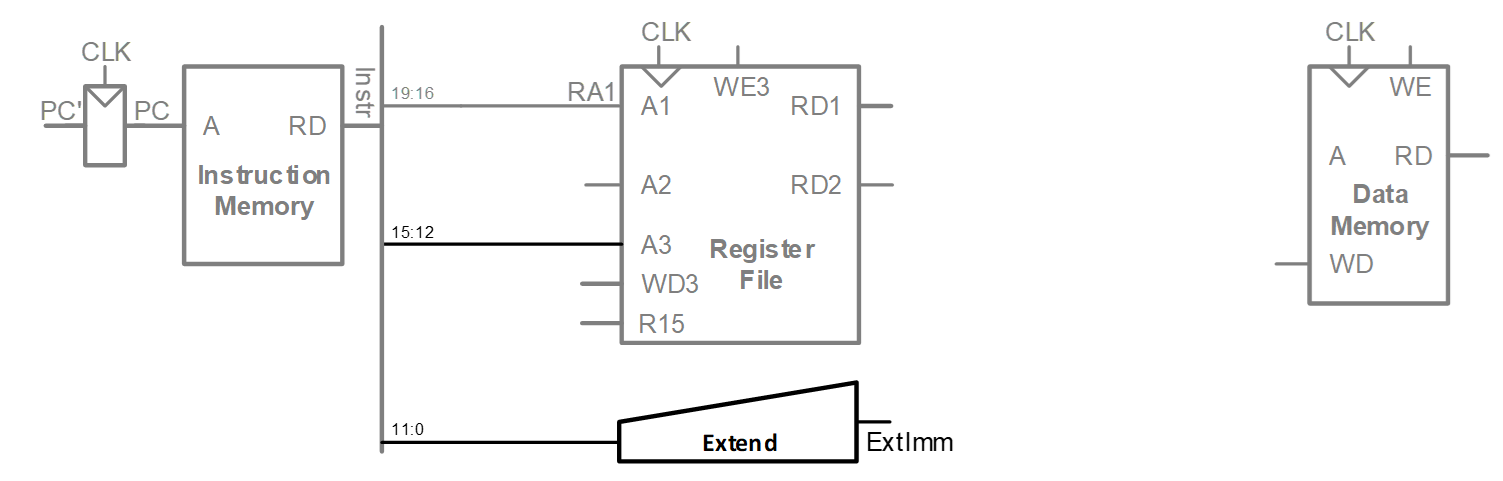 CLK
PC'
PC
A
RD
Instruction
Memory
Instr
19:16
RA1
15:12
11:0
CLK
WE3
A1
RD1
A2
RD2
A3
WD3
R15
Register
File
Extend
ExtImm
CLK
WE
A
RD
Data
Memory
WD